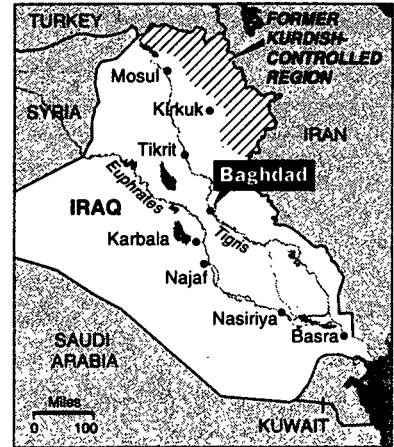 TURKEY
FORMER
KURDISH-
CONTROLLED
REGION
Mosul
SYRIA
Kirkuk
IRAN
Tikrit
Baghdad
Euphrates
IRAQ
Tigris
Karbala
Najaf
Nasiriya
Basra
SAUDI
ARABIA
Miles
0 100
KUWAIT